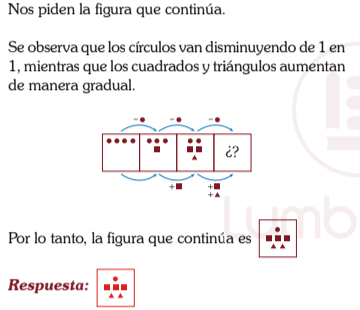 Nos piden la figura que continúa.
Se observa que los círculos van disminuyendo de 1 en
1, mientras que los cuadrados y triángulos aumentan
de manera gradual.
- - -
¿?
+ +
+
Por lo tanto, la figura que continúa es
Lumb
Respuesta: